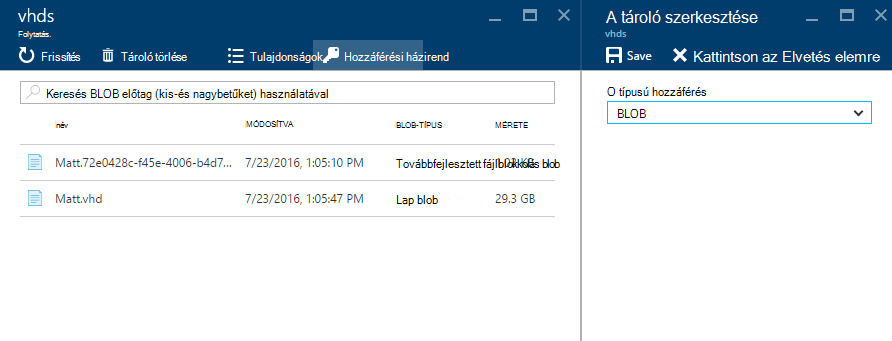 vhds
Folytatás.
Frissítés Tároló törlése Tulajdonságok Hozzáférési házirend
Keresés BLOB előtag (kis-és nagybetűket) használatával
név MÓDOSÍTVA BLOB-TÍPUS MÉRETE
Matt.72e0428c-f45e-4006-b4d7... 7/23/2016, 1:05:10 PM Továbbfejlesztett fájlblokkolás blob
Matt.vhd 7/23/2016, 1:05:47 PM Lap blob 29.3 GB
A tároló szerkesztése
vhds
Save Kattintson az Elvetés elemre
O típusú hozzáférés
BLOB